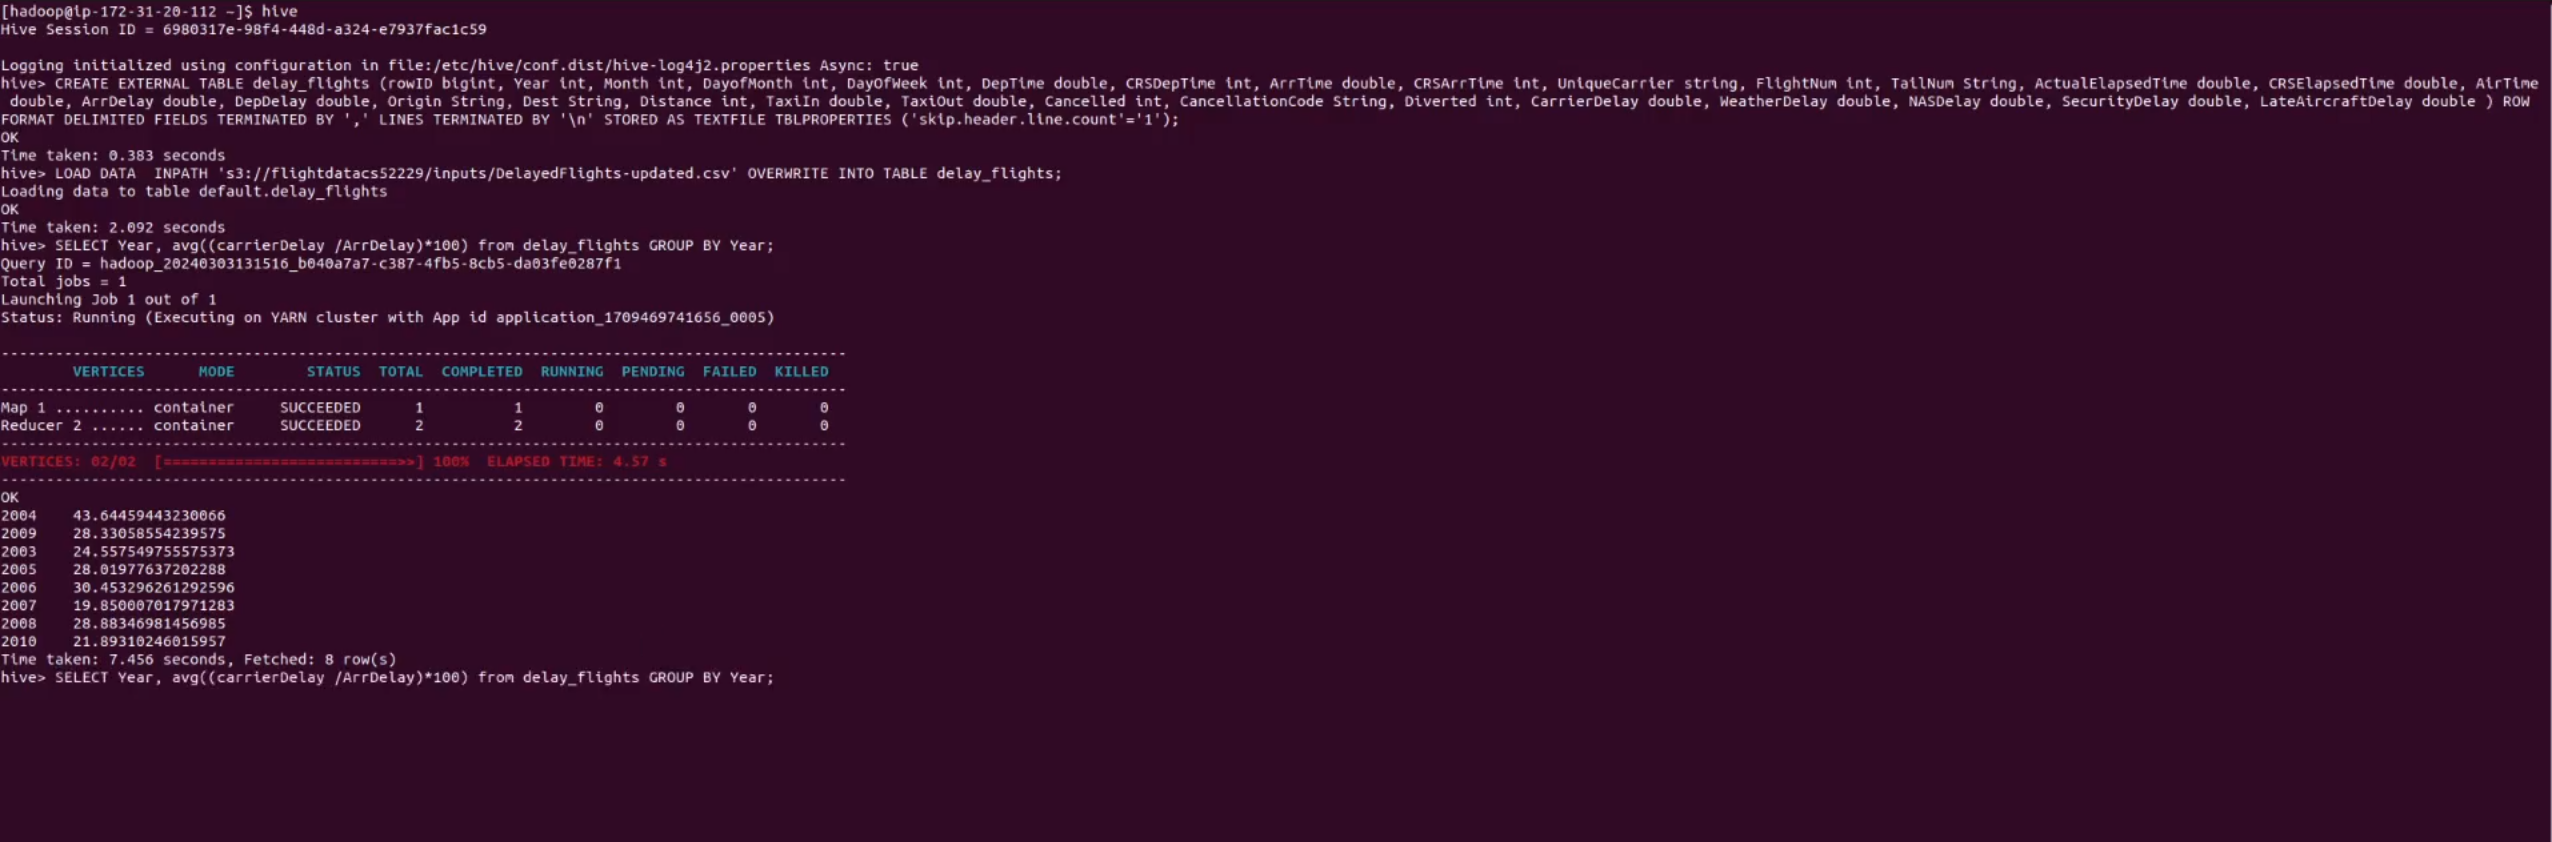 [hadoop@ip-172-31-20-112 ~]$ hive
Hive Session ID = 6980317e-98f4-448d-a324-e7937fac1c59
Logging initialized using configuration in file:/etc/hive/conf.dist/hive-log4j2.properties Async: true
hive> CREATE EXTERNAL TABLE delay_flights (rowID bigint, Year int, Month int, DayofMonth int, DayOfWeek int, DepTime double, CRSDepTime int, ArrTime double, CRSArrTime int, UniqueCarrier string, FlightNum int, TailNum String, ActualElapsedTime double, CRSElapsedTime double, AirTime
 double, ArrDelay double, DepDelay double, Origin String, Dest String, Distance int, TaxiIn double, TaxiOut double, Cancelled int, CancellationCode String, Diverted int, CarrierDelay double, WeatherDelay double, NASDelay double, SecurityDelay double, LateAircraftDelay double ) ROW
FORMAT DELIMITED FIELDS TERMINATED BY ',' LINES TERMINATED BY '\n' STORED AS TEXTFILE TBLPROPERTIES ('skip.header.line.count'='1');
OK
Time taken: 0.383 seconds
hive> LOAD DATA  INPATH 's3://flightdatacs52229/inputs/DelayedFlights-updated.csv' OVERWRITE INTO TABLE delay_flights;
Loading data to table default.delay_flights
OK
Time taken: 2.092 seconds
hive> SELECT Year, avg((carrierDelay /ArrDelay)*100) from delay_flights GROUP BY Year;
Query ID = hadoop_20240303131516_b040a7a7-c387-4fb5-8cb5-da03fe0287f1
Total jobs = 1
Launching Job 1 out of 1
Status: Running (Executing on YARN cluster with App id application_1709469741656_0005)
----------------------------------------------------------------------------------------------
        VERTICES      MODE        STATUS  TOTAL  COMPLETED  RUNNING  PENDING  FAILED  KILLED
----------------------------------------------------------------------------------------------
Map 1 .......... container     SUCCEEDED      1          1        0        0       0       0
Reducer 2 ...... container     SUCCEEDED      2          2        0        0       0       0
----------------------------------------------------------------------------------------------
VERTICES: 02/02  [==========================>>] 100%  ELAPSED TIME: 4.57 s
----------------------------------------------------------------------------------------------
OK
2004	43.64459443230066
2009	28.33058554239575
2003	24.557549755575373
2005	28.01977637202288
2006	30.453296261292596
2007	19.850007017971283
2008	28.88346981456985
2010	21.89310246015957
Time taken: 7.456 seconds, Fetched: 8 row(s)
hive> SELECT Year, avg((carrierDelay /ArrDelay)*100) from delay_flights GROUP BY Year;